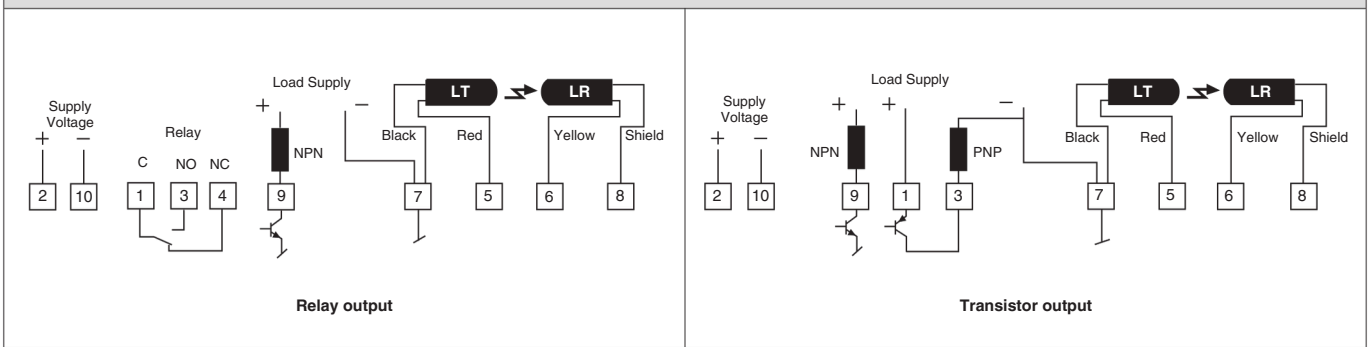 Load Supply
LT
LR
Supply
Voltage
+
−
Relay
+
−
Black
Red
Yellow
Shield
C
NO
NC
NPN
2
10
1
3
4
9
7
5
6
8
Relay output
Load Supply
LT
LR
Supply
Voltage
+
−
+
+
−
NPN
PNP
Black
Red
Yellow
Shield
2
10
9
1
3
7
5
6
8
Transistor output